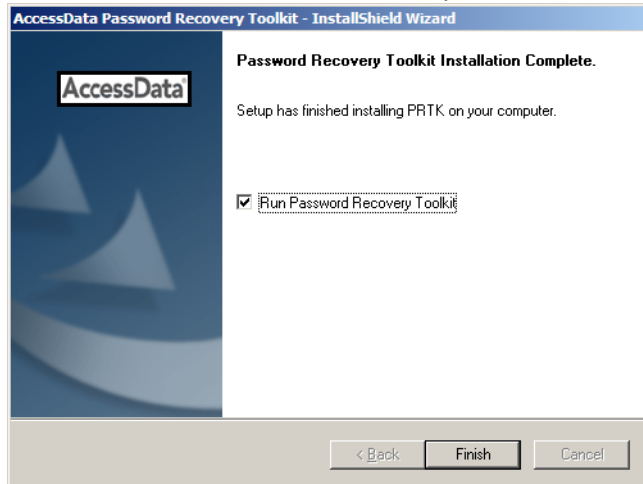 AccessData Password Recovery Toolkit - InstallShield Wizard
AccessData
Password Recovery Toolkit Installation Complete.
Setup has finished installing PRTK on your computer.
Run Password Recovery Toolkit
< Back
Finish
Cancel